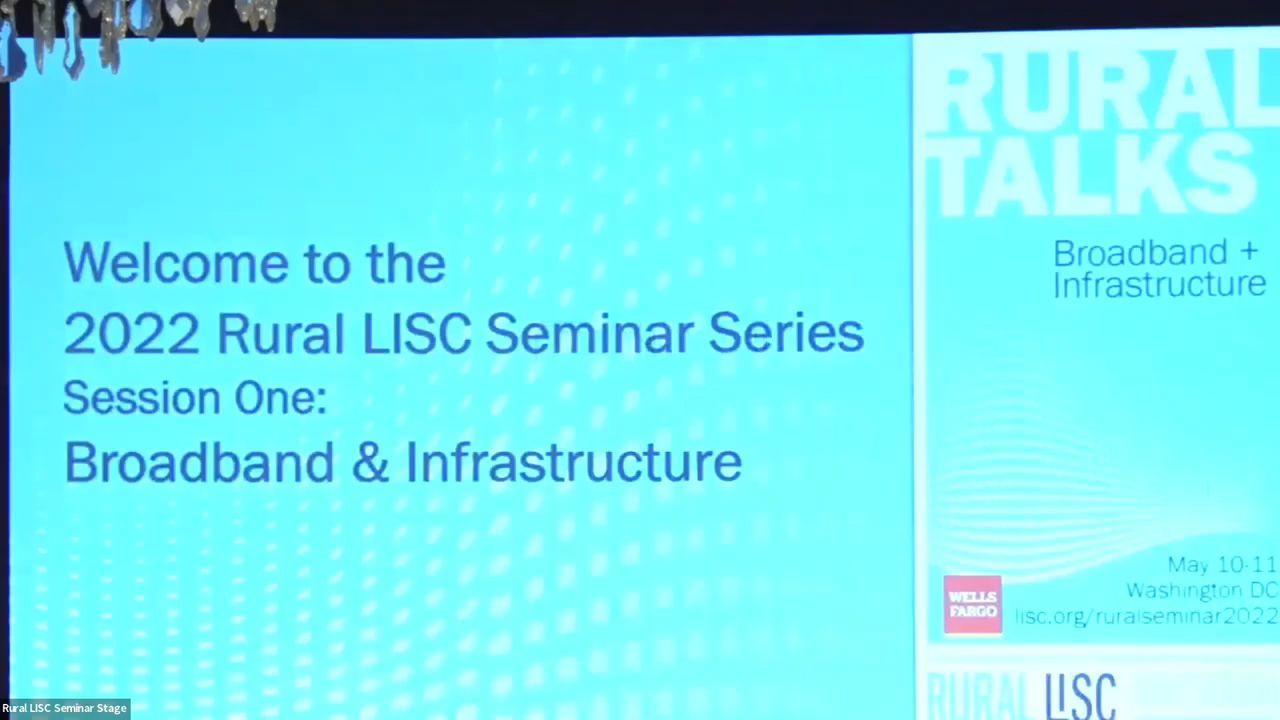 Welcome to the
2022 Rural LISC Seminar Series
Session One:
Broadband & Infrastructure
RURAL
TALKS
Broadband +
Infrastructure
May 10-11
Washington DC
lisc.org/ruralseminar2022
WELLS
FARGO
RURAL LISC
Rural LISC Seminar Stage